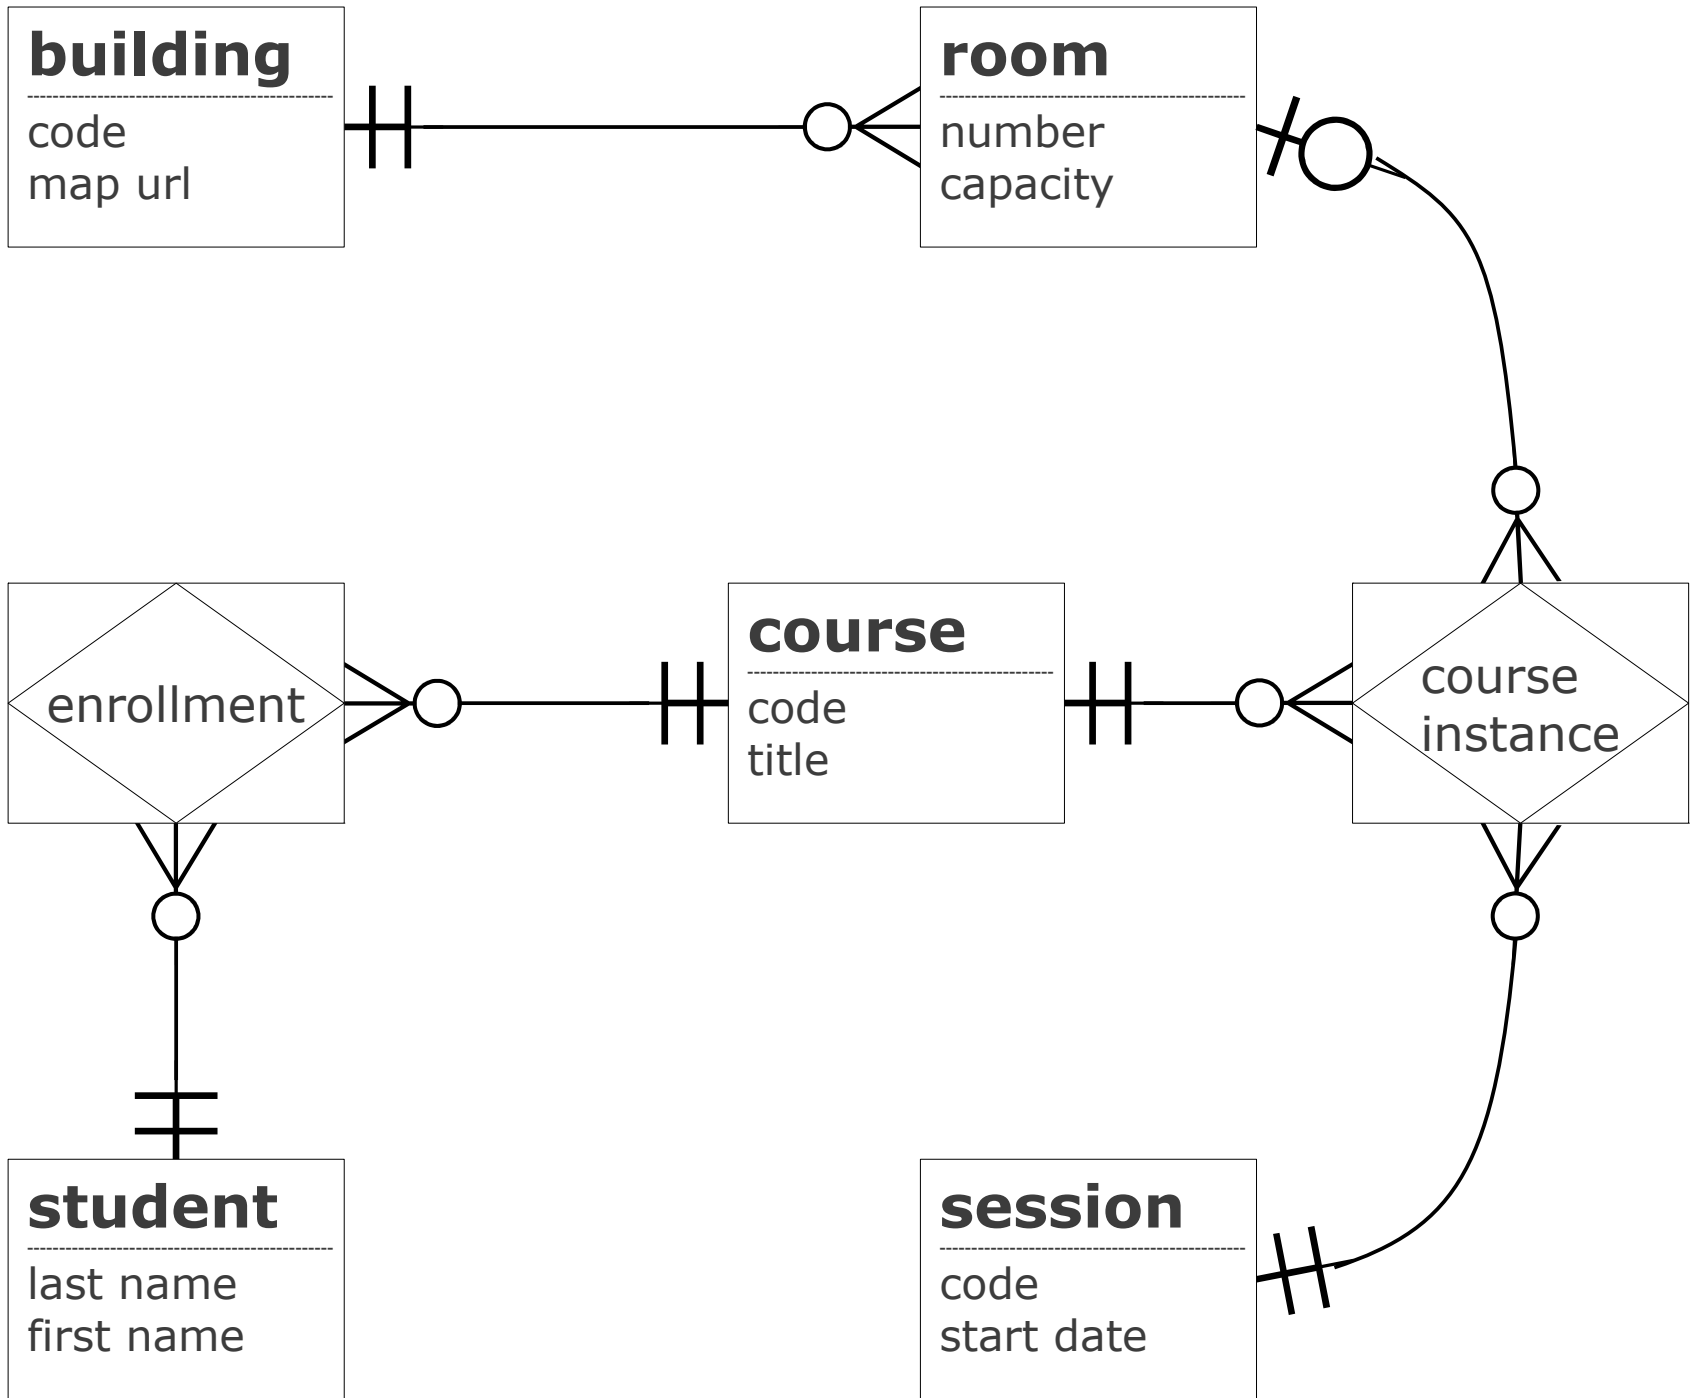 building
code
map url
room
number
capacity
enrollment
course
code
title
course
instance
student
last name
first name
session
code
start date